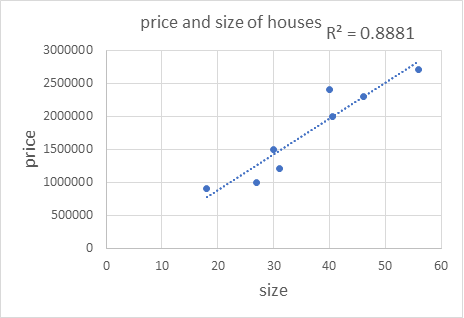 price and size of houses
R² = 0.8881
3000000
2500000
2000000
1500000
1000000
500000
0
price
0 10 20 30 40 50 60
size